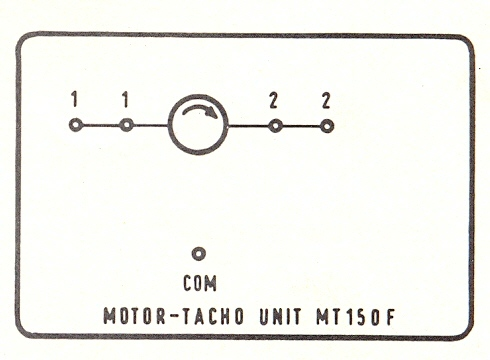 1 1 2 2
COM
MOTOR-TACHO UNIT MT150F